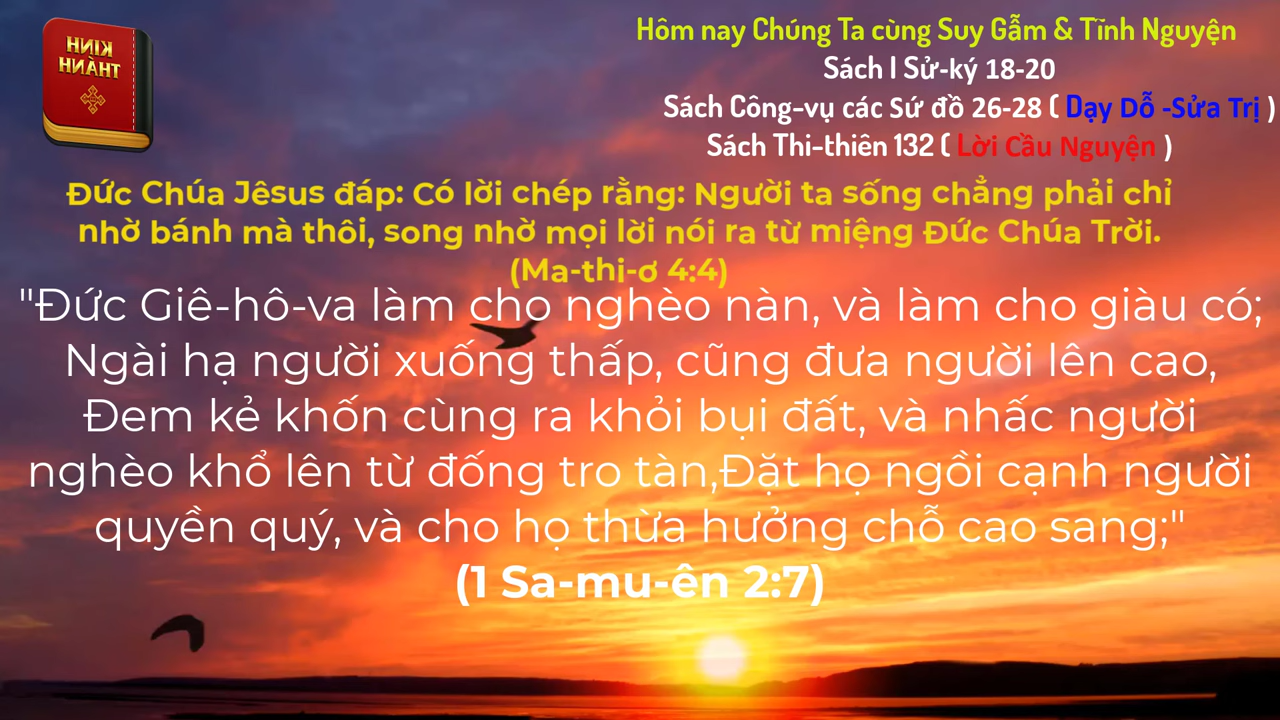 KINH
THÁNH
Hôm nay Chúng Ta cùng Suy Gẫm & Tĩnh Nguyện
Sách I Sử-ký 18-20
Sách Công-vụ các Sứ đồ 26-28 ( Dạy Dỗ -Sửa Trị )
Sách Thi-thiên 132 ( Lời Cầu Nguyện )
Đức Chúa Jêsus đáp: Có lời chép rằng: Người ta sống chẳng phải chỉ
nhờ bánh mà thôi, song nhờ mọi lời nói ra từ miệng Đức Chúa Trời.
(Ma-thi-ơ 4:4)
"Đức Giê-hô-va làm cho nghèo nàn, và làm cho giàu có;
Ngài hạ người xuống thấp, cũng đưa người lên cao,
Đem kẻ khốn cùng ra khỏi bụi đất, và nhấc người
nghèo khổ lên từ đống tro tàn,Đặt họ ngồi cạnh người
quyền quý, và cho họ thừa hưởng chỗ cao sang;"
(1 Sa-mu-ên 2:7)